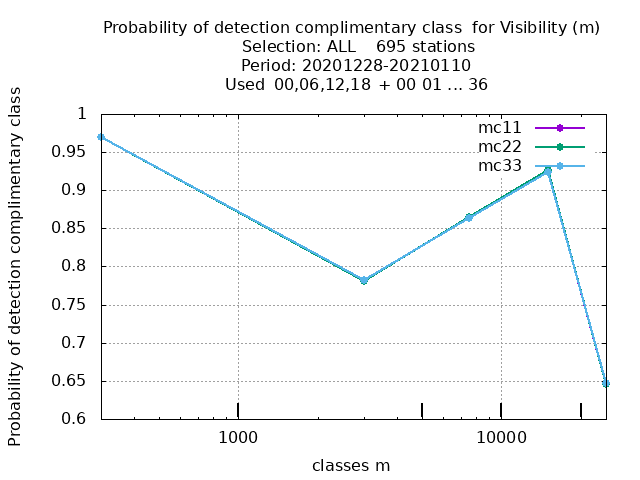 Probability of detection complimentary class  for Visibility (m)
Selection: ALL    695 stations
Period: 20201228-20210110
Used  00,06,12,18  + 00 01 ... 36
Probability of detection complimentary class
1
0.95
0.9
0.85
0.8
0.75
0.7
0.65
0.6
mc11
mc22
mc33
1000
10000
classes m